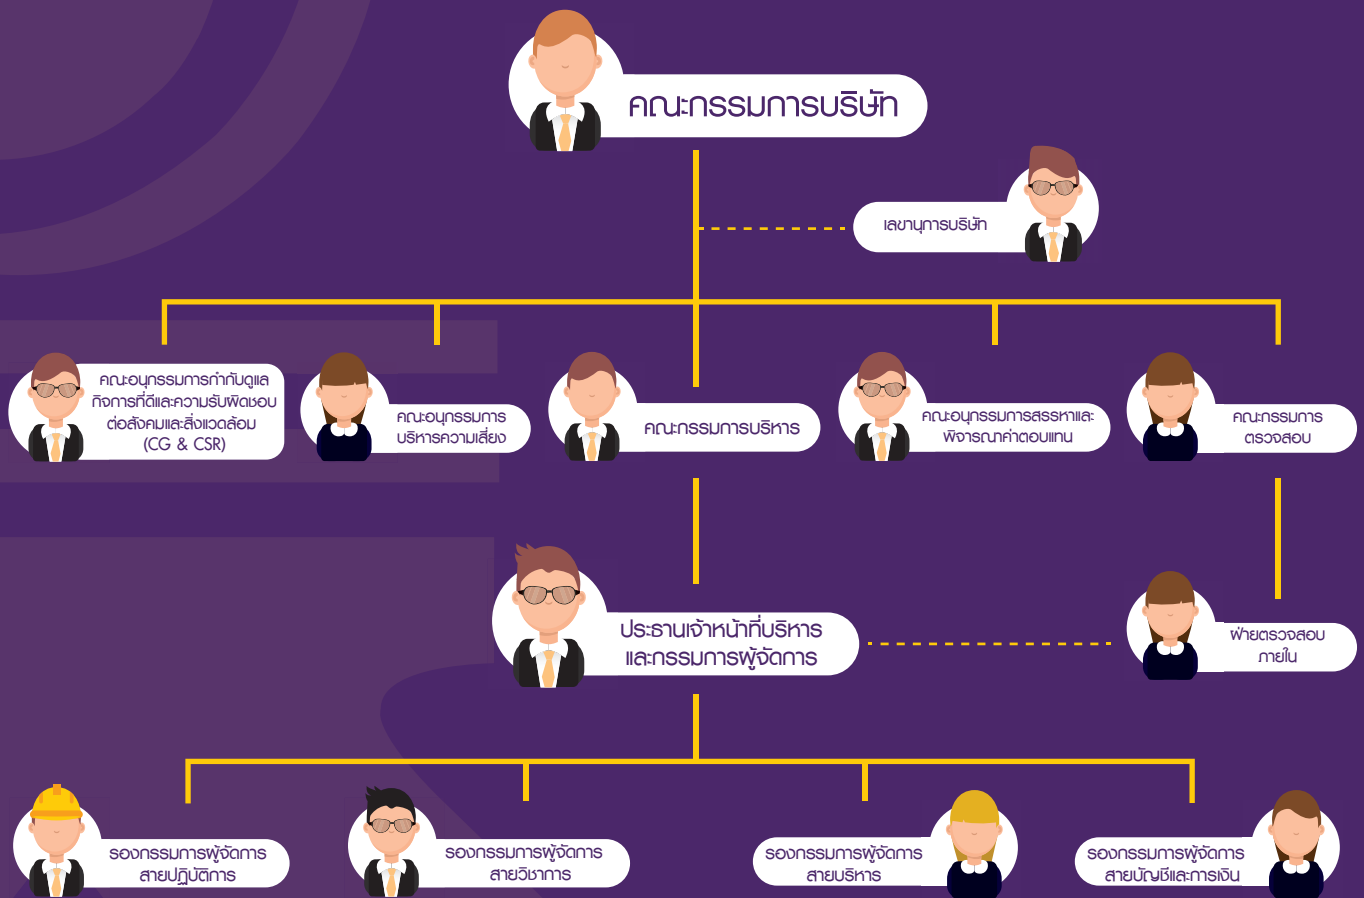 คณะกรรมการบริษัท
เลขานุการบริษัท
คณะอนุกรรมการกำกับดูแล
กิจการที่ดีและความรับผิดชอบ
ต่อสังคมและสิ่งแวดล้อม
(CG & CSR)
คณะอนุกรรมการ
บริหารความเสี่ยง
คณะกรรมการบริหาร
คณะอนุกรรมการสรรหาและ
พิจารณาค่าตอบแทน
คณะกรรมการ
ตรวจสอบ
ประธานเจ้าหน้าที่บริหาร
และกรรมการผู้จัดการ
ฝ่ายตรวจสอบ
ภายใน
รองกรรมการผู้จัดการ
สายปฏิบัติการ
รองกรรมการผู้จัดการ
สายวิชาการ
รองกรรมการผู้จัดการ
สายบริหาร
รองกรรมการผู้จัดการ
สายบัญชีและการเงิน